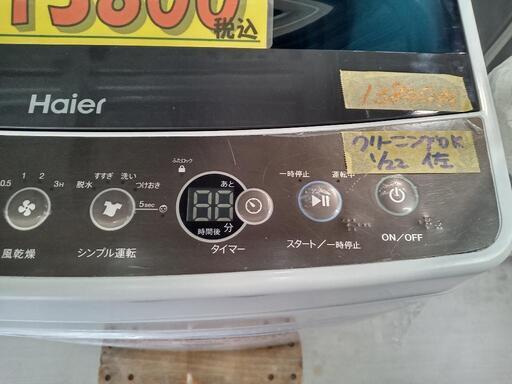 13800
税込
Haier
13800
クリーニングOK
1/22 佐
ふたロック
0.5 1 2 3H
脱水 すすぎ 洗い つけおき
5sec
あと
88
時間後 分
一時停止 運転中
風乾燥
シンプル運転
タイマー
スタート/一時停止
ON/OFF